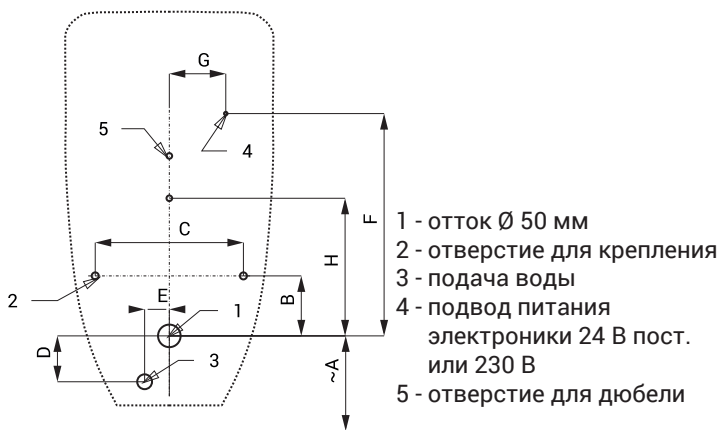 G
5
4
F
C
H
2
E
B
1
D
3
~A
1 - отток Ø 50 мм
2 - отверстие для крепления
3 - подача воды
4 - подвод питания
электроники 24 В пост.
или 230 В
5 - отверстие для дюбели